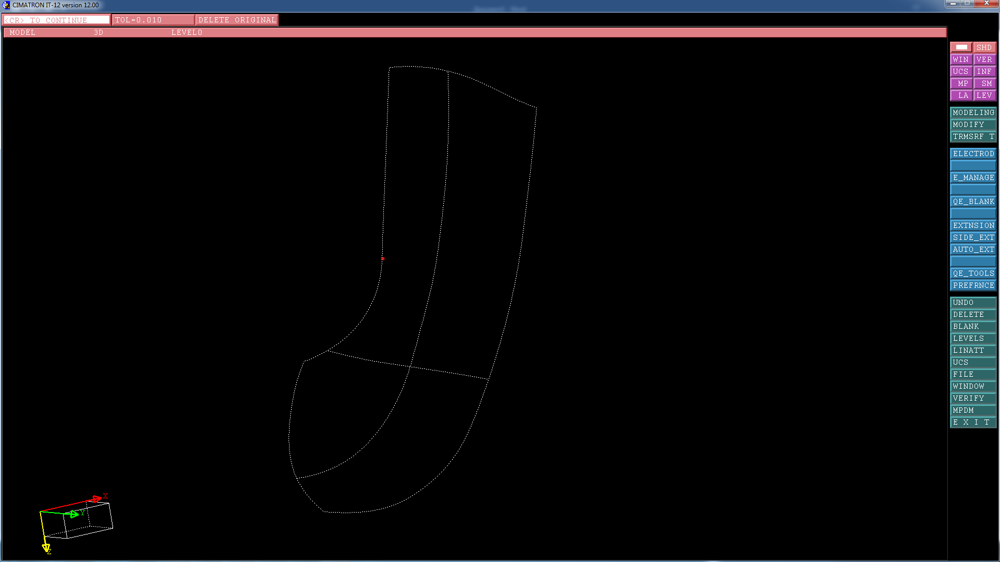 CIMATRON IT-12 version 12.00
<CR> TO CONTINUE TOL=0.010 DELETE ORIGINAL
MODEL 3D LEVEL0
SHD
WIN VER
UCS INF
MP SM
LA LEV
MODELING
MODIFY
TRMSRF T
ELECTROD
E_MANAGE
QE_BLANK
EXTNSION
SIDE_EXT
AUTO_EXT
QE_TOOLS
PREFRNCE
UNDO
DELETE
BLANK
LEVELS
LINATT
UCS
FILE
WINDOW
VERIFY
MPDM
E X I T
X
Y
Z